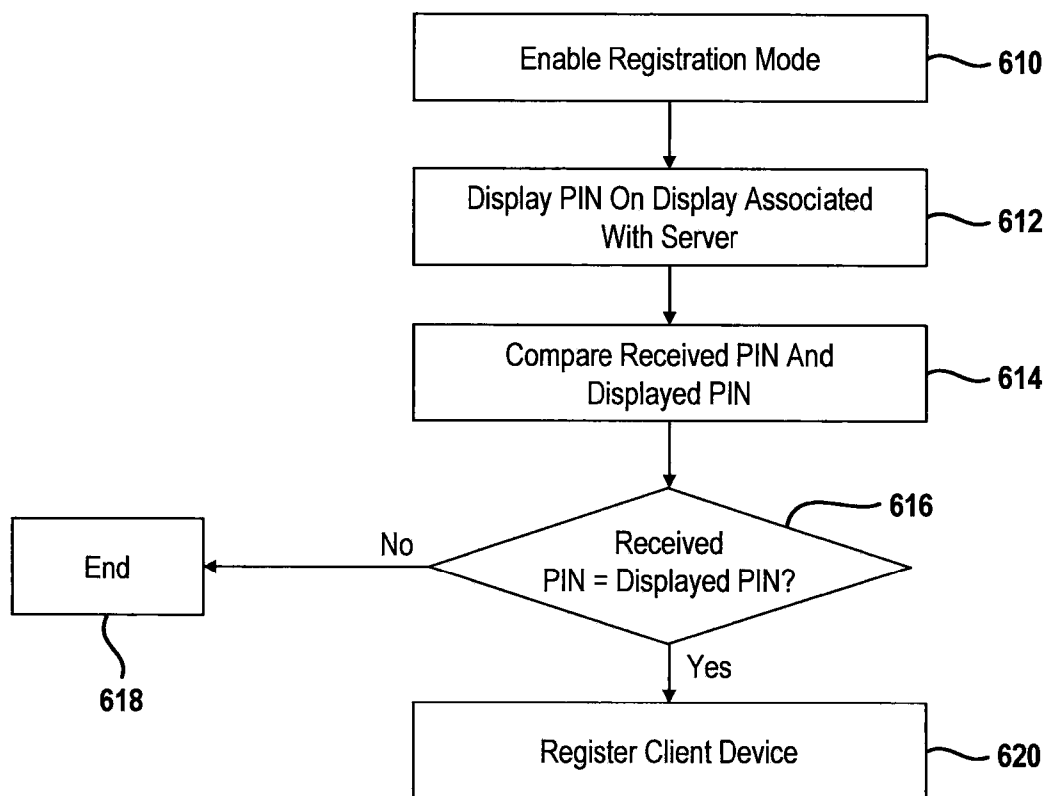 Enable Registration Mode
610
Display PIN On Display Associated
With Server
612
Compare Received PIN And
Displayed PIN
614
616
Received
PIN = Displayed PIN?
No
End
618
Yes
Register Client Device
620